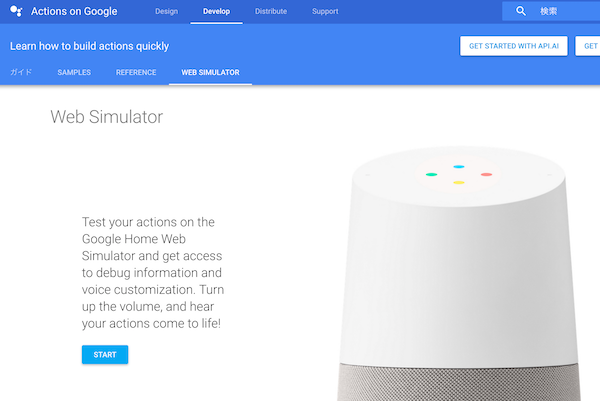 Actions on Google
Design
Develop
Distribute
Support
検索
Learn how to build actions quickly
GET STARTED WITH API.AI
GET
ガイド
SAMPLES
REFERENCE
WEB SIMULATOR
Web Simulator
Test your actions on the
Google Home Web
Simulator and get access
to debug information and
voice customization. Turn
up the volume, and hear
your actions come to life!
START